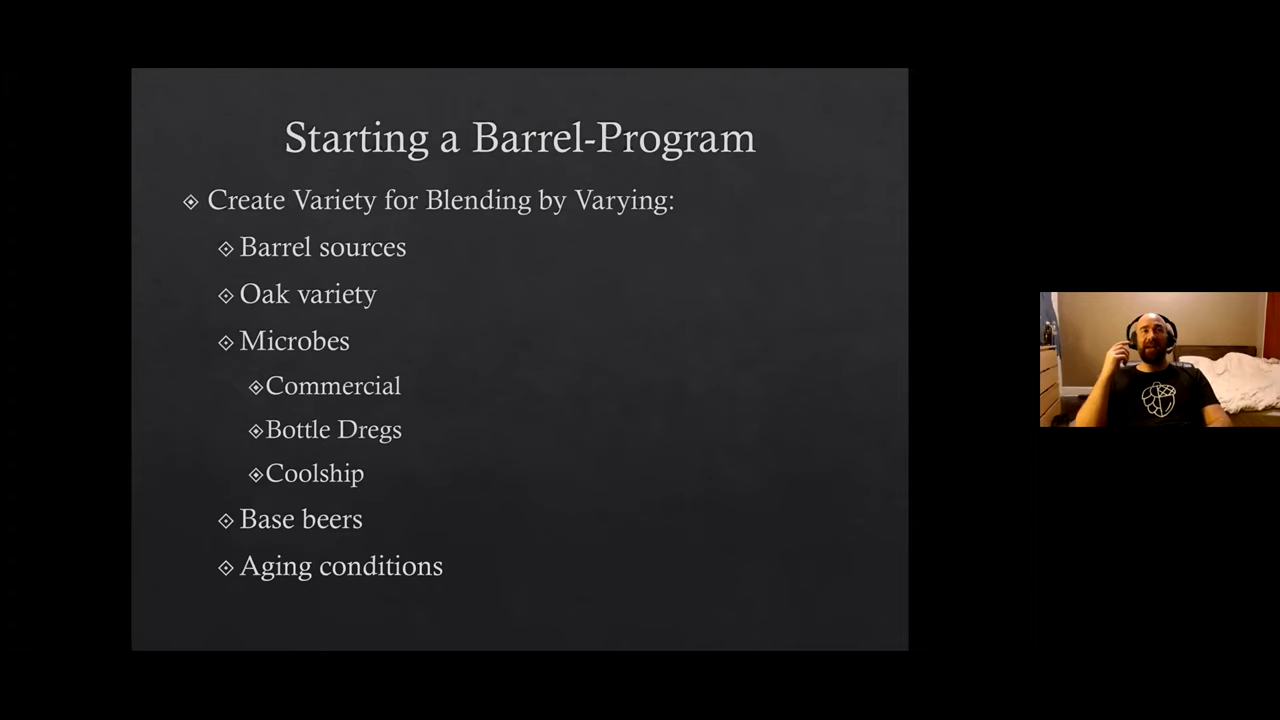 Starting a Barrel-Program
Create Variety for Blending by Varying:
Barrel sources
Oak variety
Microbes
Commercial
Bottle Dregs
Coolship
Base beers
Aging conditions